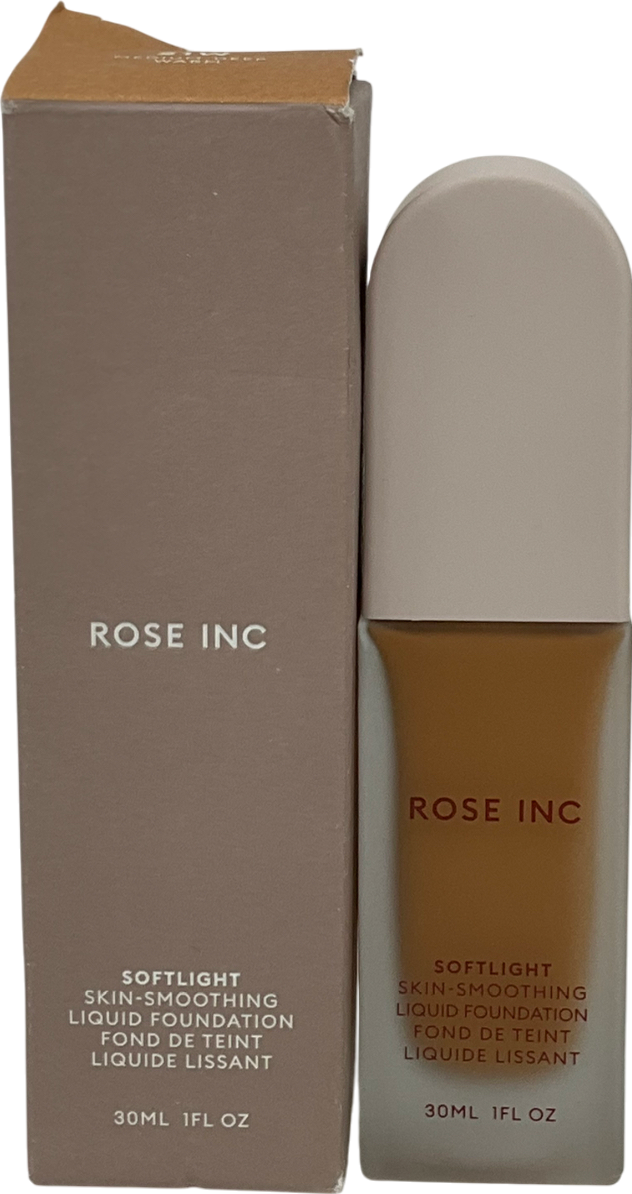 WARM
ROSE INC
SOFTLIGHT
SKIN-SMOOTHING
LIQUID FOUNDATION
FOND DE TEINT
LIQUIDE LISSANT
30ML 1FL OZ
ROSE INC
SOFTLIGHT
SKIN-SMOOTHING
LIQUID FOUNDATION
FOND DE TEINT
LIQUIDE LISSANT
30ML 1FL OZ